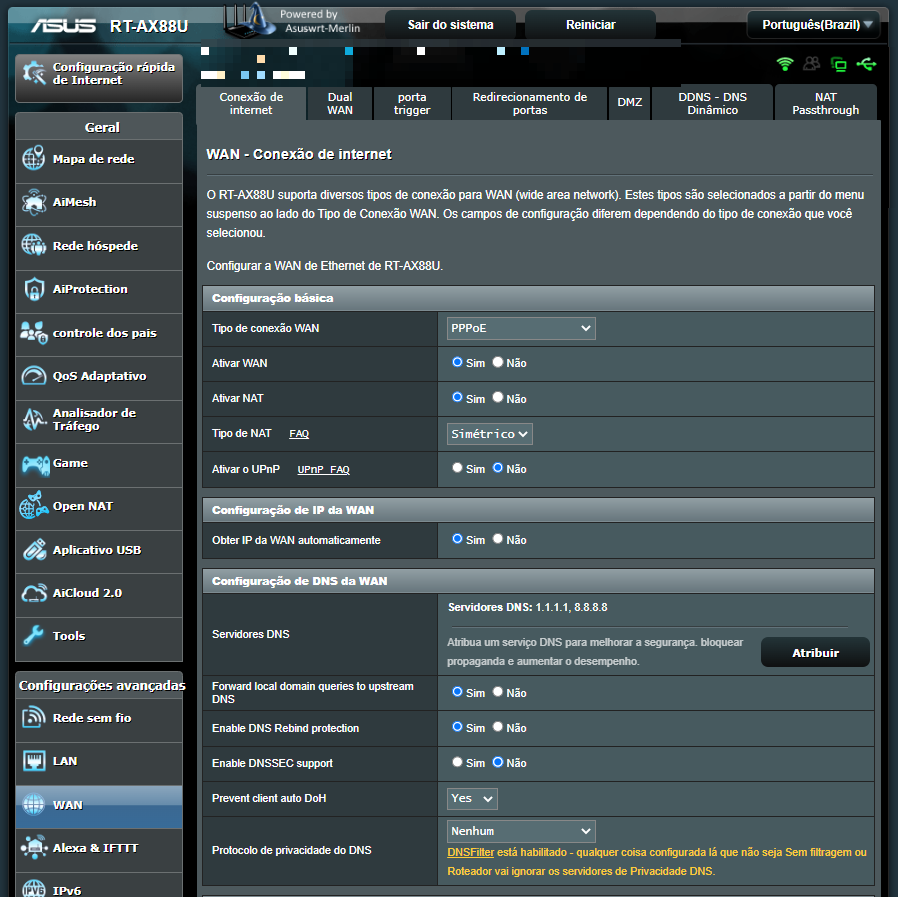 ASUS RT-AX88U
Powered by
Asuswrt-Merlin
Sair do sistema
Reiniciar
Português(Brazil)
Configuração rápida
de Internet
Geral
Mapa de rede
AiMesh
Rede hóspede
AiProtection
controle dos pais
QoS Adaptativo
Analisador de
Tráfego
Game
Open NAT
Aplicativo USB
AiCloud 2.0
Tools
Configurações avançadas
Rede sem fio
LAN
WAN
Alexa & IFTTT
IPv6
Conexão de
internet
Dual
WAN
porta
trigger
Redirecionamento de
portas
DMZ
DDNS - DNS
Dinâmico
NAT
Passthrough
WAN - Conexão de internet
O RT-AX88U suporta diversos tipos de conexão para WAN (wide area network). Estes tipos são selecionados a partir do menu
suspenso ao lado do Tipo de Conexão WAN. Os campos de configuração diferem dependendo do tipo de conexão que você
selecionou.
Configurar a WAN de Ethernet de RT-AX88U.
Configuração básica
Tipo de conexão WAN
PPPoE
Ativar WAN
Sim Não
Ativar NAT
Sim Não
Tipo de NAT FAQ
Simétrico
Ativar o UPnP UPnP FAQ
Sim Não
Configuração de IP da WAN
Obter IP da WAN automaticamente
Sim Não
Configuração de DNS da WAN
Servidores DNS
Servidores DNS: 1.1.1.1, 8.8.8.8
Atribua um serviço DNS para melhorar a segurança. bloquear
propaganda e aumentar o desempenho.
Atribuir
Forward local domain queries to upstream
DNS
Sim Não
Enable DNS Rebind protection
Sim Não
Enable DNSSEC support
Sim Não
Prevent client auto DoH
Yes
Protocolo de privacidade do DNS
Nenhum
DNSFilter está habilitado - qualquer coisa configurada lá que não seja Sem filtragem ou
Roteador vai ignorar os servidores de Privacidade DNS.